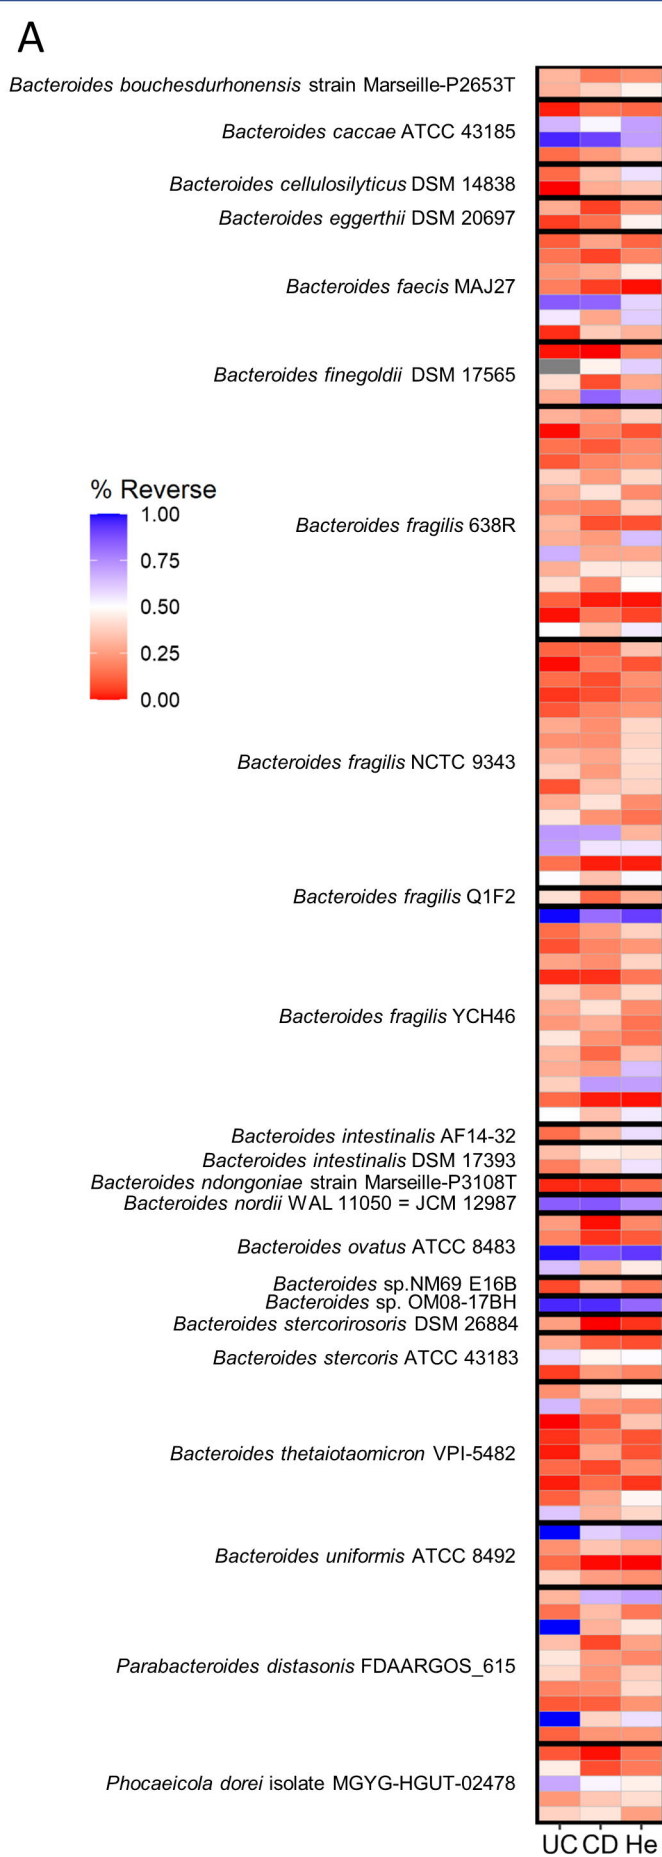 A
Bacteroides bouchesdurhonensis strain Marseille-P2653T
Bacteroides caccae ATCC 43185
Bacteroides cellulosilyticus DSM 14838
Bacteroides eggerthii DSM 20697
Bacteroides faecis MAJ27
Bacteroides finegoldii DSM 17565
% Reverse
1.00
0.75
0.50
0.25
0.00
Bacteroides fragilis 638R
Bacteroides fragilis NCTC 9343
Bacteroides fragilis Q1F2
Bacteroides fragilis YCH46
Bacteroides intestinalis AF14-32
Bacteroides intestinalis DSM 17393
Bacteroides ndongoniae strain Marseille-P3108T
Bacteroides nordii WAL 11050 = JCM 12987
Bacteroides ovatus ATCC 8483
Bacteroides sp.NM69 E16B
Bacteroides sp. OM08-17BH
Bacteroides stercorirosoris DSM 26884
Bacteroides stercoris ATCC 43183
Bacteroides thetaiotaomicron VPI-5482
Bacteroides uniformis ATCC 8492
Parabacteroides distasonis FDAARGOS_615
Phocaeicola dorei isolate MGYG-HGUT-02478
UC CD He